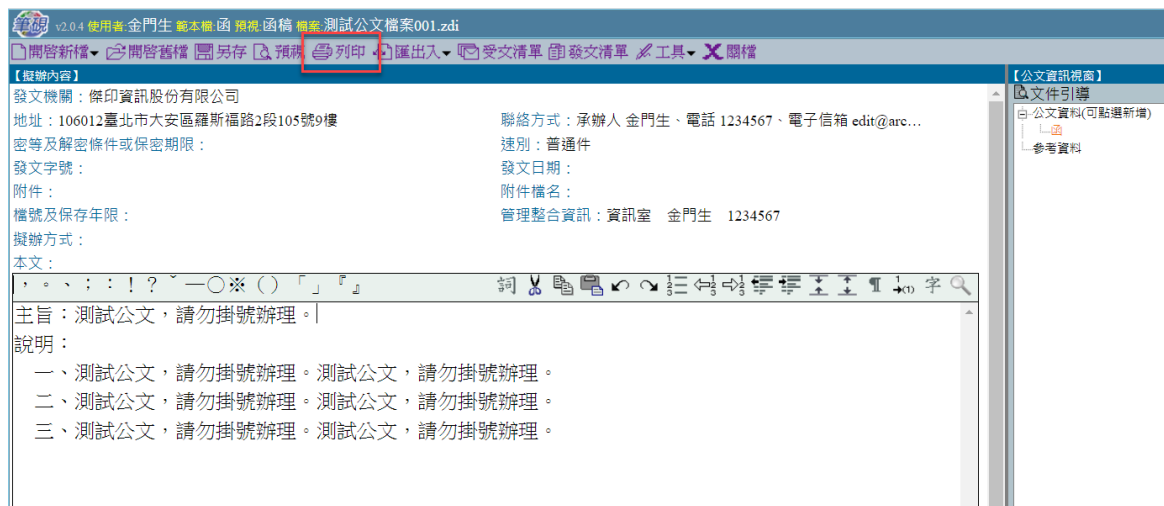 筆硯 v2.0.4 使用者:金門生 範本檔:函 預視:函稿 檔案:測試公文檔案001.zdi
開啓新檔 開啓舊檔 另存 預視 列印 匯出入 受文清單 發文清單 工具 關檔
【擬辦內容】
發文機關：傑印資訊股份有限公司
地址：106012臺北市大安區羅斯福路2段105號9樓
聯絡方式：承辦人 金門生、電話 1234567、電子信箱 edit@arc...
密等及解密條件或保密期限：
速別：普通件
發文字號：
發文日期：
附件：
附件檔名：
檔號及保存年限：
管理整合資訊：資訊室 金門生 1234567
擬辦方式：
本文：
，。、；：！？ˇ—○※（）「」『』
詞 字
主旨：測試公文，請勿掛號辦理。
說明：
一、測試公文，請勿掛號辦理。測試公文，請勿掛號辦理。
二、測試公文，請勿掛號辦理。測試公文，請勿掛號辦理。
三、測試公文，請勿掛號辦理。測試公文，請勿掛號辦理。
【公文資訊視窗】
文件引導
公文資料(可點選新增)
函
參考資料